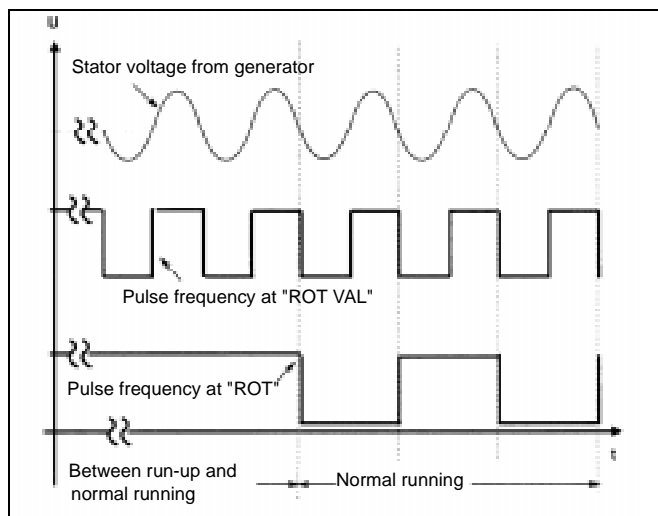 U
Stator voltage from generator
Pulse frequency at "ROT VAL"
Pulse frequency at "ROT"
t
Between run-up and
normal running
Normal running